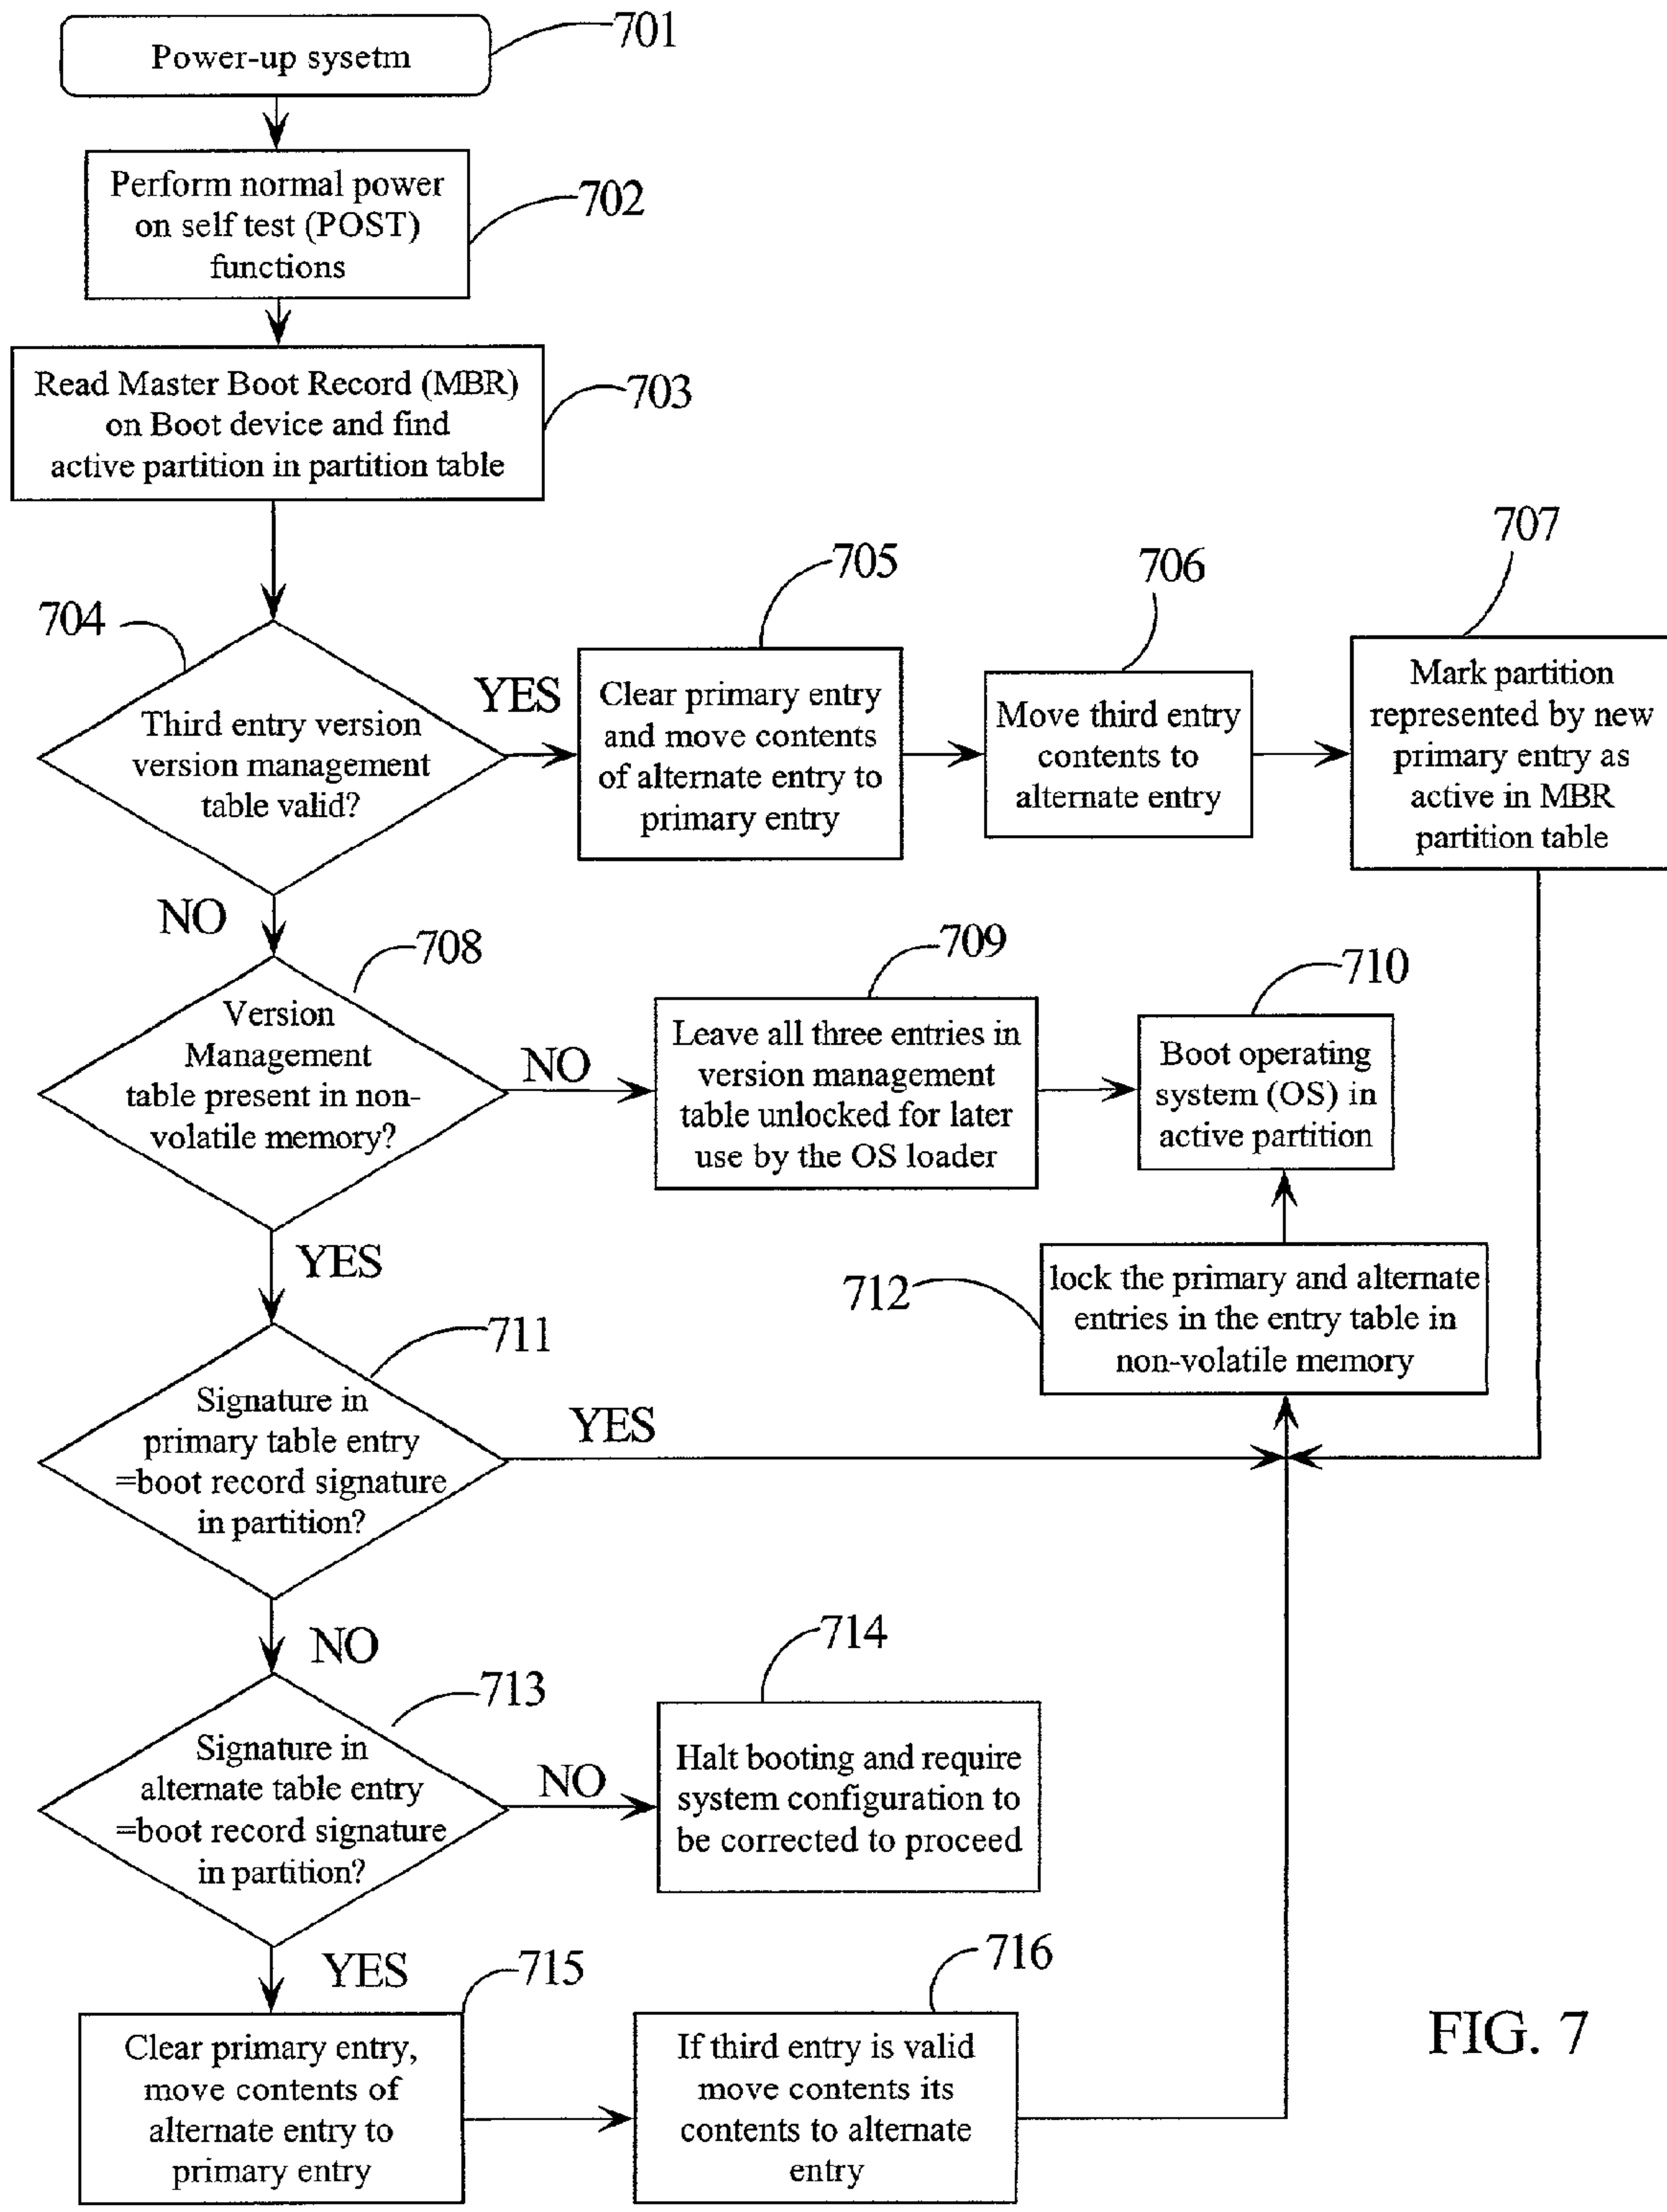 701
Power-up sysetm
702
Perform normal power
on self test (POST)
functions
703
Read Master Boot Record (MBR)
on Boot device and find
active partition in partition table
704
Third entry version
version management
table valid?
YES
705
Clear primary entry
and move contents
of alternate entry to
primary entry
706
Move third entry
contents to
alternate entry
707
Mark partition
represented by new
primary entry as
active in MBR
partition table
NO
708
Version
Management
table present in non-
volatile memory?
NO
709
Leave all three entries in
version management
table unlocked for later
use by the OS loader
710
Boot operating
system (OS) in
active partition
YES
712
lock the primary and alternate
entries in the entry table in
non-volatile memory
711
Signature in
primary table entry
=boot record signature
in partition?
YES
NO
713
Signature in
alternate table entry
=boot record signature
in partition?
NO
714
Halt booting and require
system configuration to
be corrected to proceed
YES
715
Clear primary entry,
move contents of
alternate entry to
primary entry
716
If third entry is valid
move contents its
contents to alternate
entry
FIG. 7